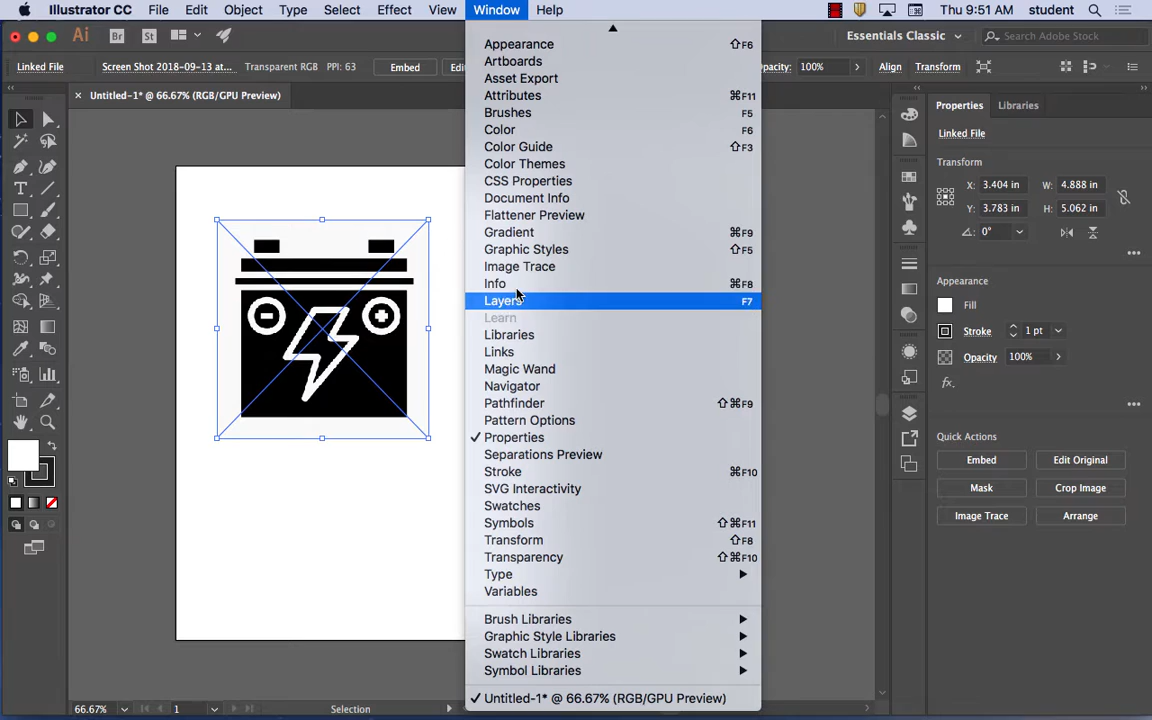 Illustrator CC File Edit Object Type Select Effect View Window Help Thu 9:51 AM student
Ai Br St Essentials Classic Search Adobe Stock
Linked File Screen Shot 2018-09-13 at... Transparent RGB PPI: 63 Embed Edi Opacity: 100% Align Transform
× Untitled-1* @ 66.67% (RGB/GPU Preview)
Appearance ⇧F6
Artboards
Asset Export
Attributes ⌘F11
Brushes F5
Color F6
Color Guide ⇧F3
Color Themes
CSS Properties
Document Info
Flattener Preview
Gradient ⌘F9
Graphic Styles ⇧F5
Image Trace
Info ⌘F8
Layers F7
Learn
Libraries
Links
Magic Wand
Navigator
Pathfinder ⇧⌘F9
Pattern Options
✓ Properties
Separations Preview
Stroke ⌘F10
SVG Interactivity
Swatches
Symbols ⇧⌘F11
Transform ⇧F8
Transparency ⇧⌘F10
Type
Variables
Brush Libraries
Graphic Style Libraries
Swatch Libraries
Symbol Libraries
✓ Untitled-1* @ 66.67% (RGB/GPU Preview)
Properties Libraries
Linked File
Transform
X: 3.404 in W: 4.888 in
Y: 3.783 in H: 5.062 in
0°
Appearance
Fill
Stroke 1 pt
Opacity 100%
fx.
Quick Actions
Embed Edit Original
Mask Crop Image
Image Trace Arrange
66.67% 1 Selection